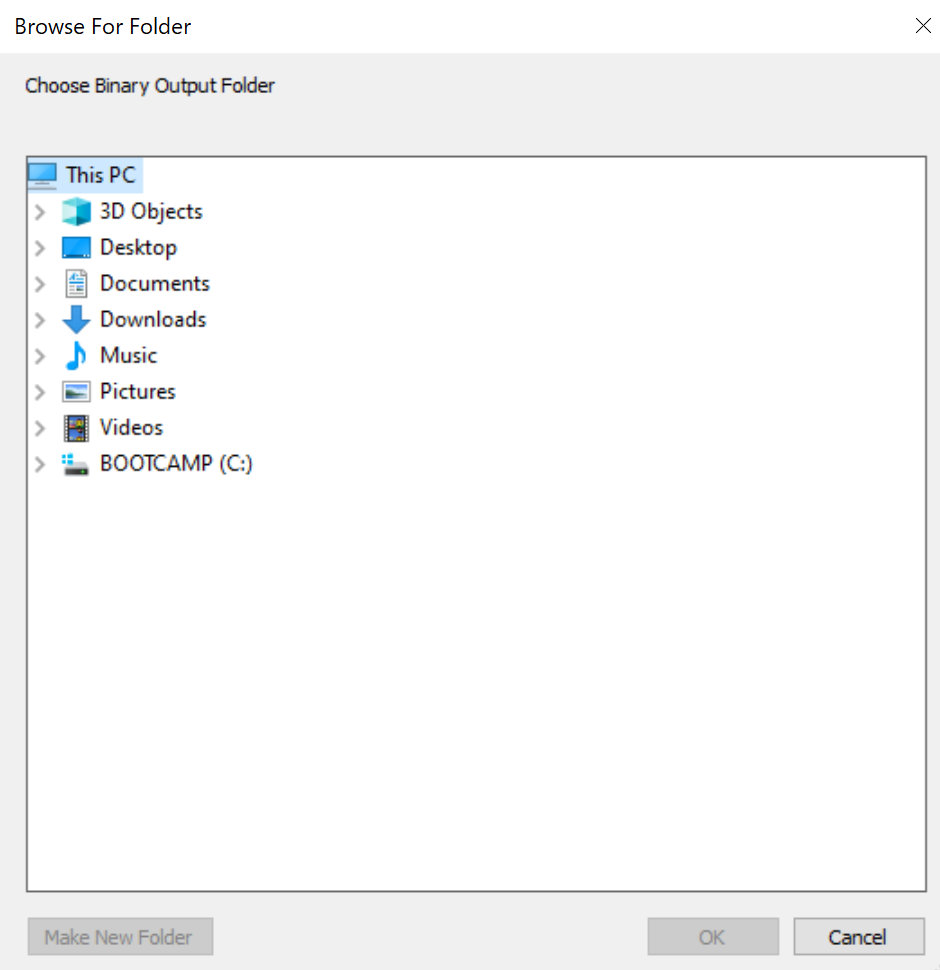 Browse For Folder
Choose Binary Output Folder
This PC
3D Objects
Desktop
Documents
Downloads
Music
Pictures
Videos
BOOTCAMP (C:)
Make New Folder
OK
Cancel